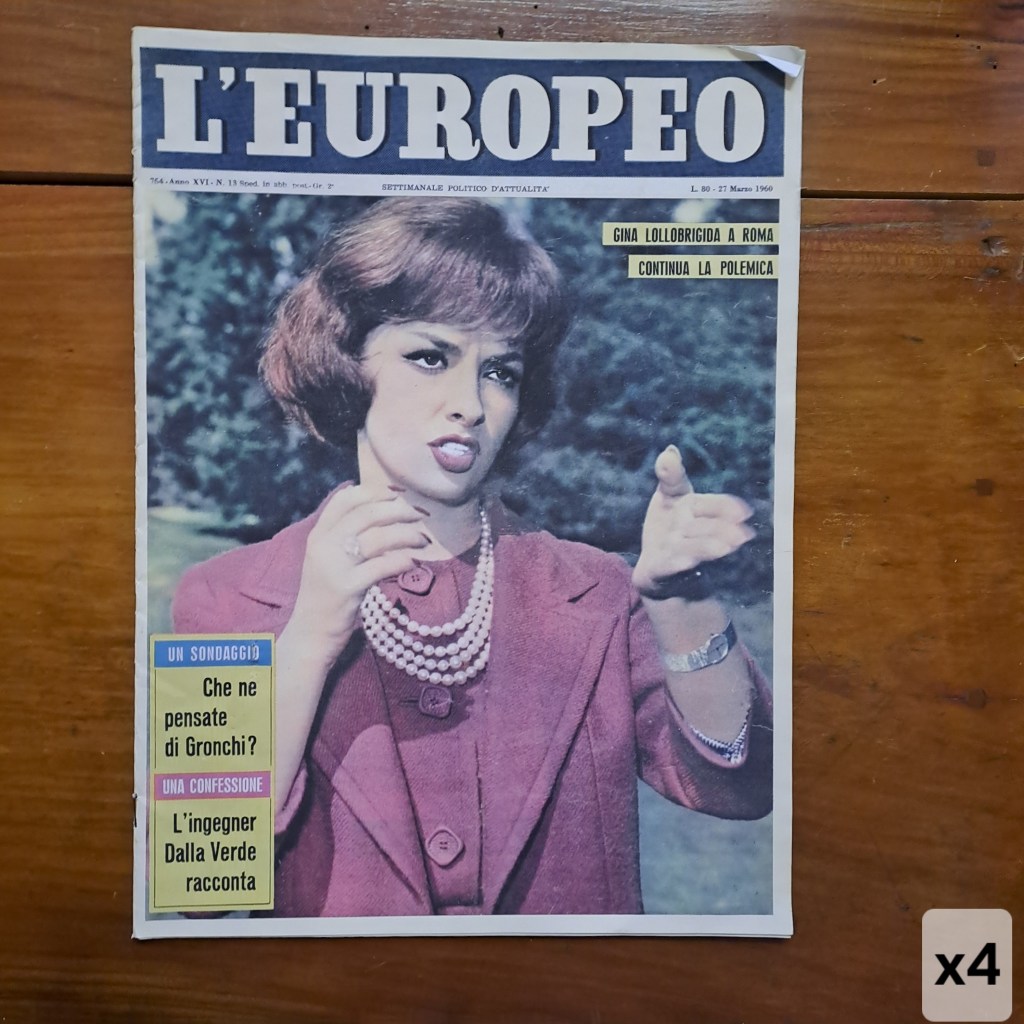 L'EUROPEO
764 - Anno XVI - N. 13 Sped. in abb. post. - Gr. 2°
SETTIMANALE POLITICO D'ATTUALITA'
L. 80 - 27 Marzo 1960
GINA LOLLOBRIGIDA A ROMA
CONTINUA LA POLEMICA
UN SONDAGGIO
Che ne
pensate
di Gronchi?
UNA CONFESSIONE
L'ingegner
Dalla Verde
racconta
x4